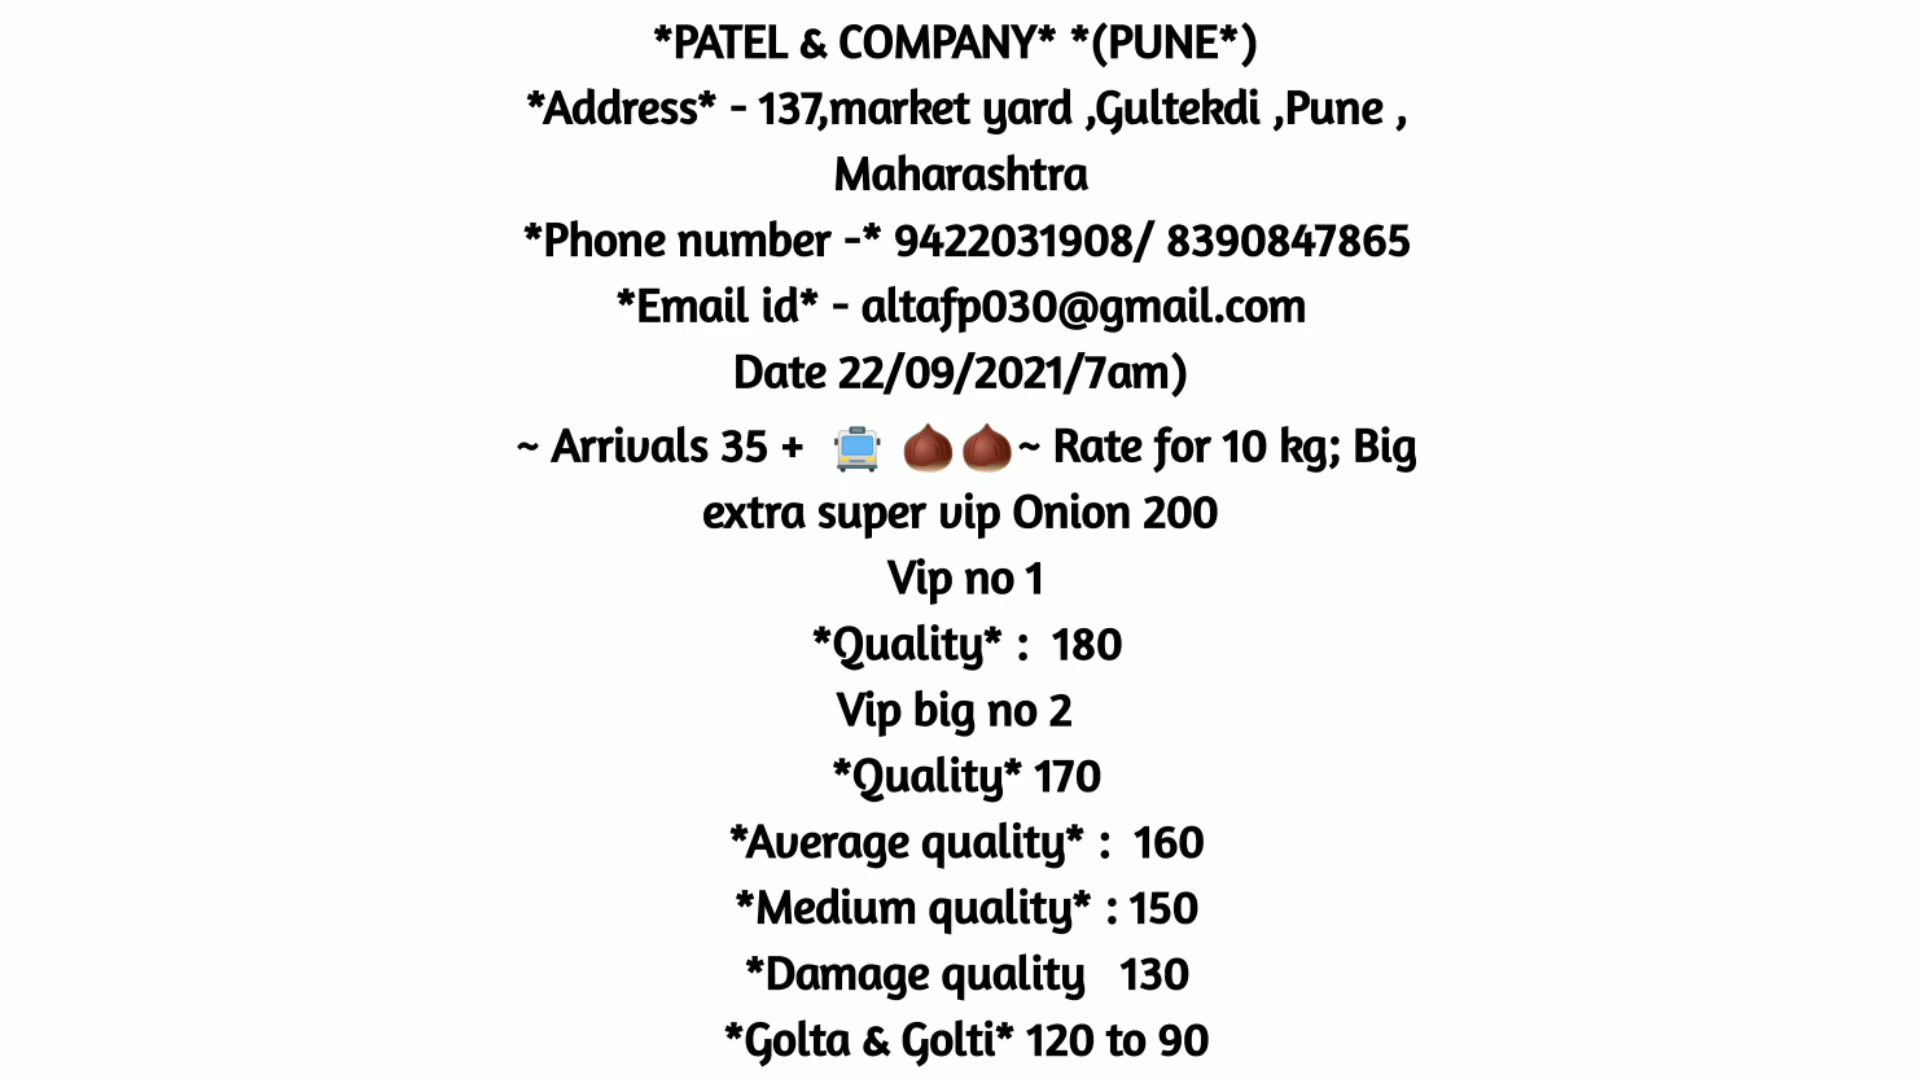 *PATEL & COMPANY* *(PUNE*)
*Address* - 137,market yard ,Gultekdi ,Pune ,
Maharashtra
*Phone number -* 9422031908/ 8390847865
*Email id* - altafp030@gmail.com
Date 22/09/2021/7am)
~ Arrivals 35 + 🚎 🌰🌰~ Rate for 10 kg; Big
extra super vip Onion 200
Vip no 1
*Quality* : 180
Vip big no 2
*Quality* 170
*Average quality* : 160
*Medium quality* : 150
*Damage quality 130
*Golta & Golti* 120 to 90